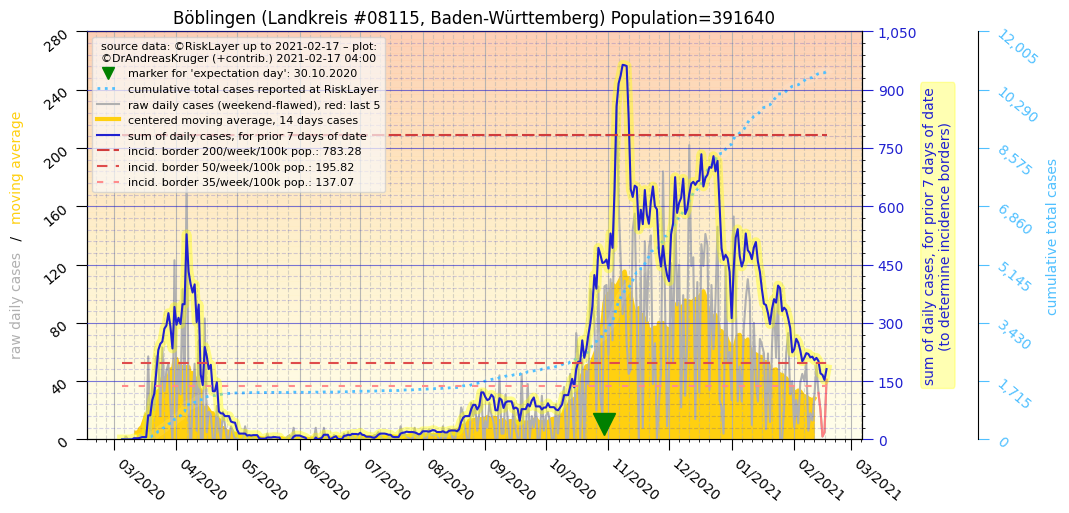 Böblingen (Landkreis #08115, Baden-Württemberg) Population=391640
source data: ©RiskLayer up to 2021-02-17 – plot:
©DrAndreasKruger (+contrib.) 2021-02-17 04:00
marker for 'expectation day': 30.10.2020
cumulative total cases reported at RiskLayer
raw daily cases (weekend-flawed), red: last 5
centered moving average, 14 days cases
sum of daily cases, for prior 7 days of date
incid. border 200/week/100k pop.: 783.28
incid. border 50/week/100k pop.: 195.82
incid. border 35/week/100k pop.: 137.07
raw daily cases / moving average
280
240
200
160
120
80
40
0
03/2020
04/2020
05/2020
06/2020
07/2020
08/2020
09/2020
10/2020
11/2020
12/2020
01/2021
02/2021
03/2021
1,050
900
750
600
450
300
150
0
sum of daily cases, for prior 7 days of date
(to determine incidence borders)
12,005
10,290
8,575
6,860
5,145
3,430
1,715
0
cumulative total cases